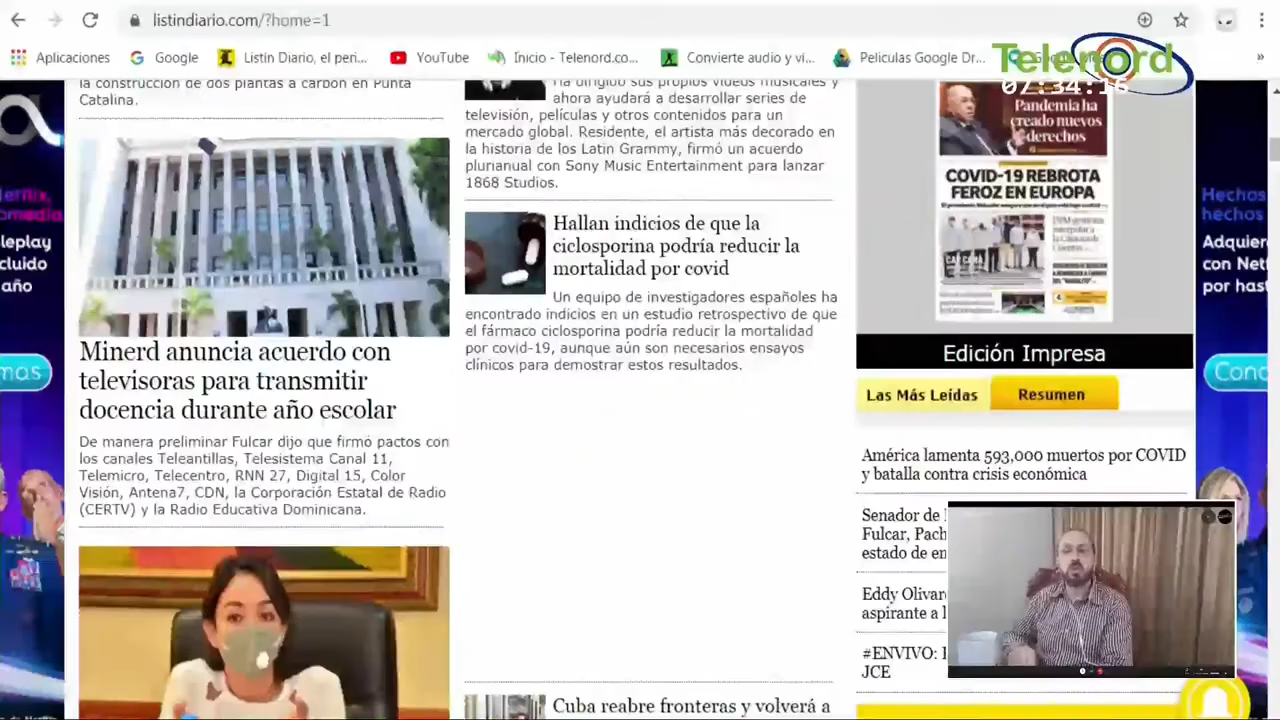 listindiario.com/?home=1
Aplicaciones
Google
Listín Diario, el peri...
YouTube
Inicio - Telenord.co...
Convierte audio y ví...
Peliculas Google Dr...
»
Telenord
07:34:16
la construcción de dos plantas a carbón en Punta
Catalina.
Minerd anuncia acuerdo con
televisoras para transmitir
docencia durante año escolar
De manera preliminar Fulcar dijo que firmó pactos con
los canales Teleantillas, Telesistema Canal 11,
Telemicro, Telecentro, RNN 27, Digital 15, Color
Visión, Antena7, CDN, la Corporación Estatal de Radio
(CERTV) y la Radio Educativa Dominicana.
Ha dirigido sus propios videos musicales y
ahora ayudará a desarrollar series de
televisión, películas y otros contenidos para un
mercado global. Residente, el artista más decorado en
la historia de los Latin Grammy, firmó un acuerdo
plurianual con Sony Music Entertainment para lanzar
1868 Studios.
Hallan indicios de que la
ciclosporina podría reducir la
mortalidad por covid
Un equipo de investigadores españoles ha
encontrado indicios en un estudio retrospectivo de que
el fármaco ciclosporina podría reducir la mortalidad
por covid-19, aunque aún son necesarios ensayos
clínicos para demostrar estos resultados.
Cuba reabre fronteras y volverá a
Pandemia ha
creado nuevos
derechos
COVID-19 REBROTA
FEROZ EN EUROPA
Edición Impresa
Las Más Leídas
Resumen
América lamenta 593,000 muertos por COVID
y batalla contra crisis económica
Senador de
Fulcar, Pach
estado de em
Eddy Olivar
aspirante a l
#ENVIVO:
JCE
eplay
cluido
año
mas
Hechos
hechos
Adquier
con Net
por hast
Cono